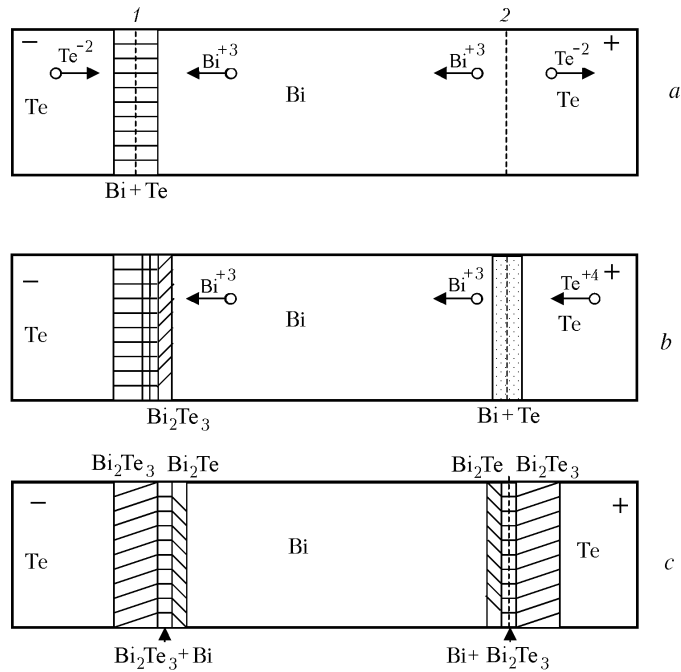 1 2
− Te⁻² Bi⁺³ Bi⁺³ Te⁻² +
Te Bi Te a
Bi + Te
− Bi⁺³ Bi⁺³ Te⁺⁴ +
Te Bi Te b
Bi₂Te₃ Bi + Te
Bi₂Te₃ Bi₂Te Bi₂Te Bi₂Te₃
− +
Te Bi Te c
Bi₂Te₃ + Bi Bi + Bi₂Te₃